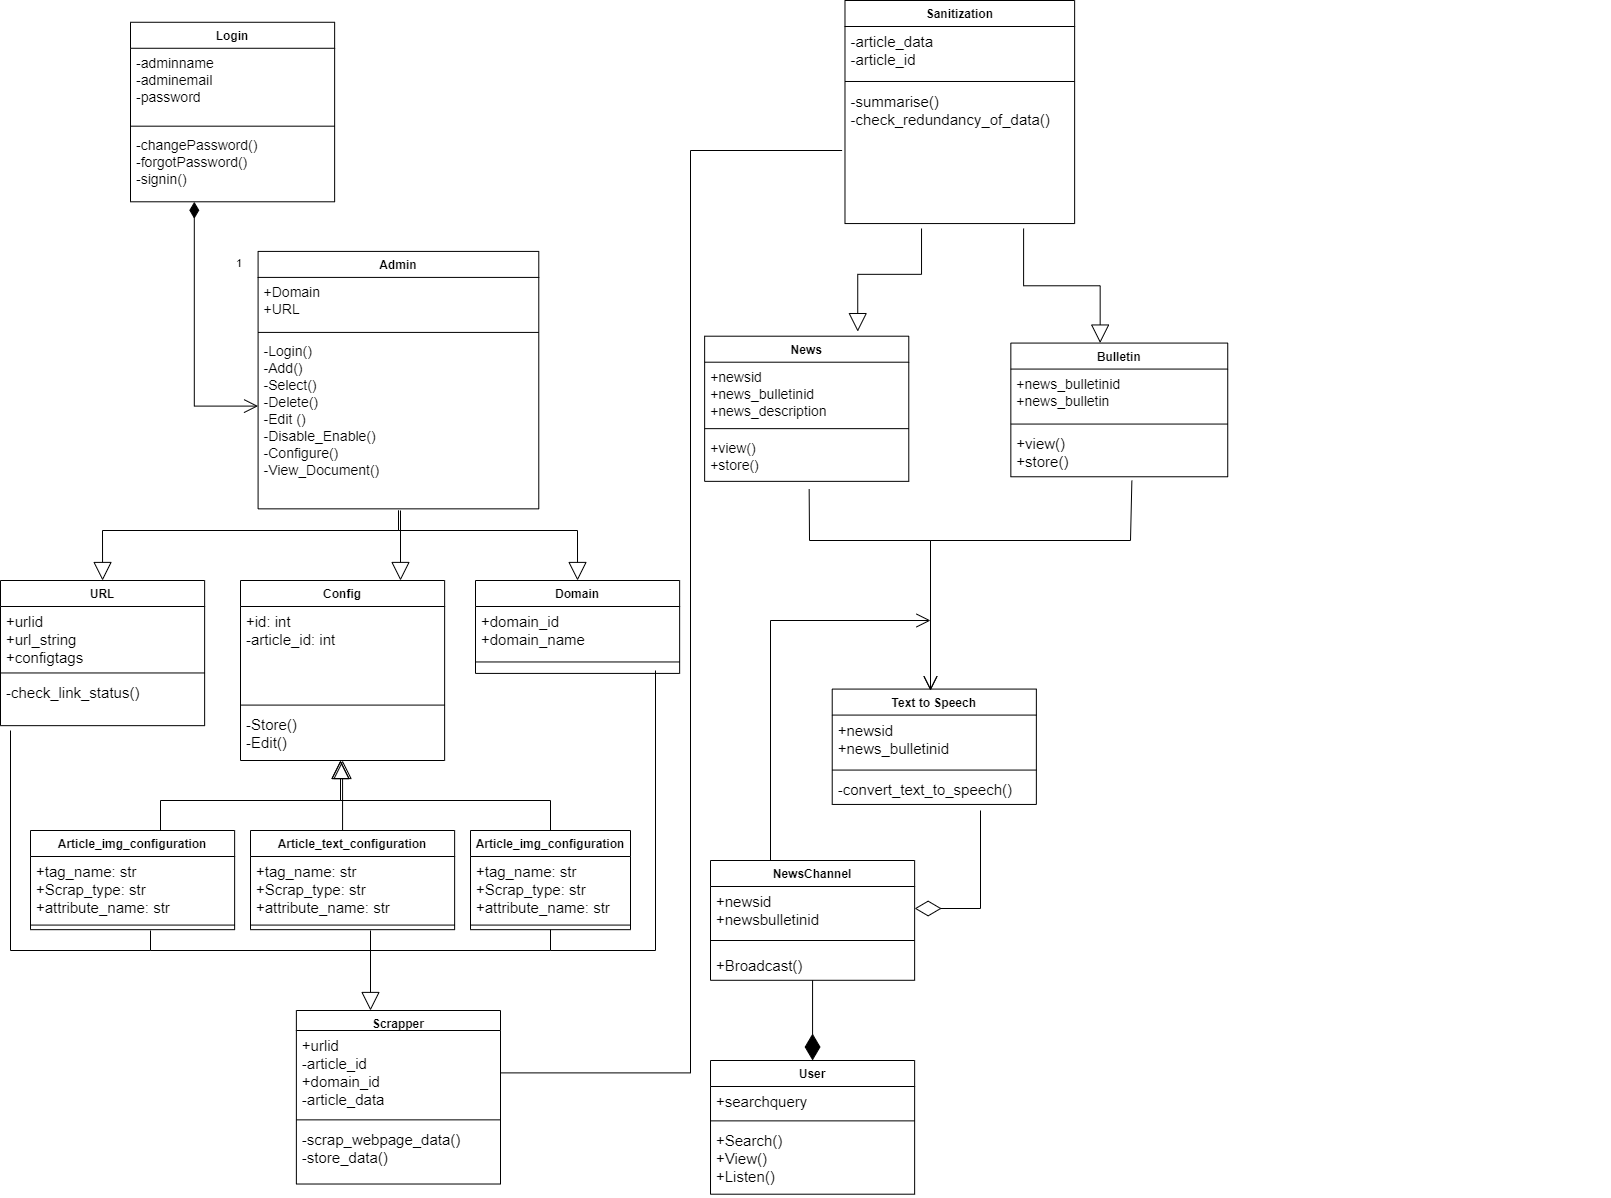 Login
-adminname
-adminemail
-password
-changePassword()
-forgotPassword()
-signin()
Sanitization
-article_data
-article_id
-summarise()
-check_redundancy_of_data()
1
Admin
+Domain
+URL
-Login()
-Add()
-Select()
-Delete()
-Edit ()
-Disable_Enable()
-Configure()
-View_Document()
News
+newsid
+news_bulletinid
+news_description
+view()
+store()
Bulletin
+news_bulletinid
+news_bulletin
+view()
+store()
URL
+urlid
+url_string
+configtags
-check_link_status()
Config
+id: int
-article_id: int
-Store()
-Edit()
Domain
+domain_id
+domain_name
Text to Speech
+newsid
+news_bulletinid
-convert_text_to_speech()
Article_img_configuration
+tag_name: str
+Scrap_type: str
+attribute_name: str
Article_text_configuration
+tag_name: str
+Scrap_type: str
+attribute_name: str
Article_img_configuration
+tag_name: str
+Scrap_type: str
+attribute_name: str
NewsChannel
+newsid
+newsbulletinid
+Broadcast()
Scrapper
+urlid
-article_id
+domain_id
-article_data
-scrap_webpage_data()
-store_data()
User
+searchquery
+Search()
+View()
+Listen()